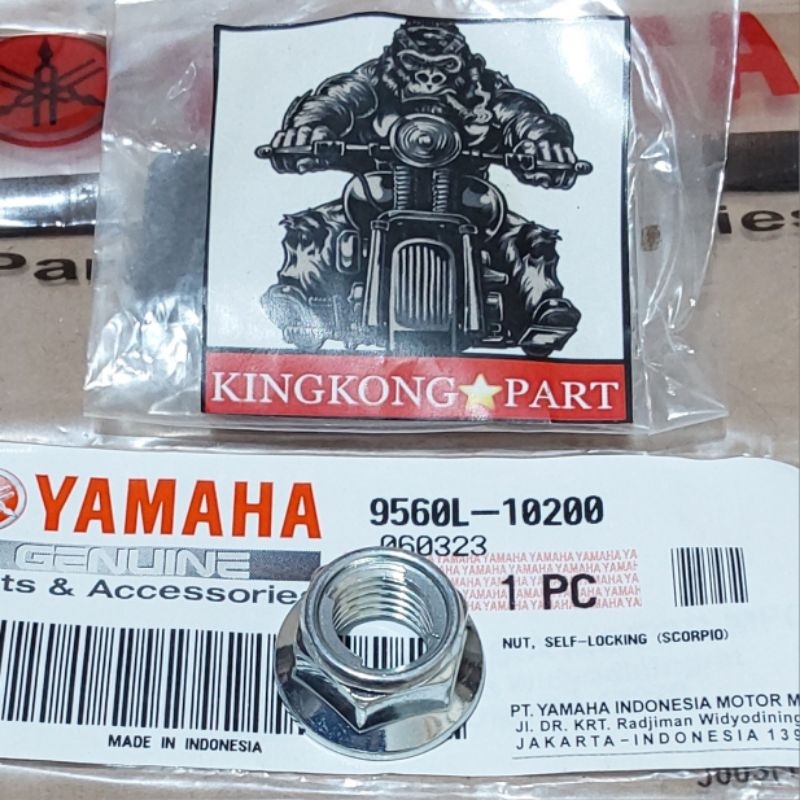 KINGKONG PART
YAMAHA
GENUINE
ts & Accessories
MADE IN INDONESIA
9560L-10200
060323
1 PC
NUT, SELF-LOCKING (SCORPIO)
PT. YAMAHA INDONESIA MOTOR M
Jl. DR. KRT. Radjiman Widyodining
JAKARTA-INDONESIA 139